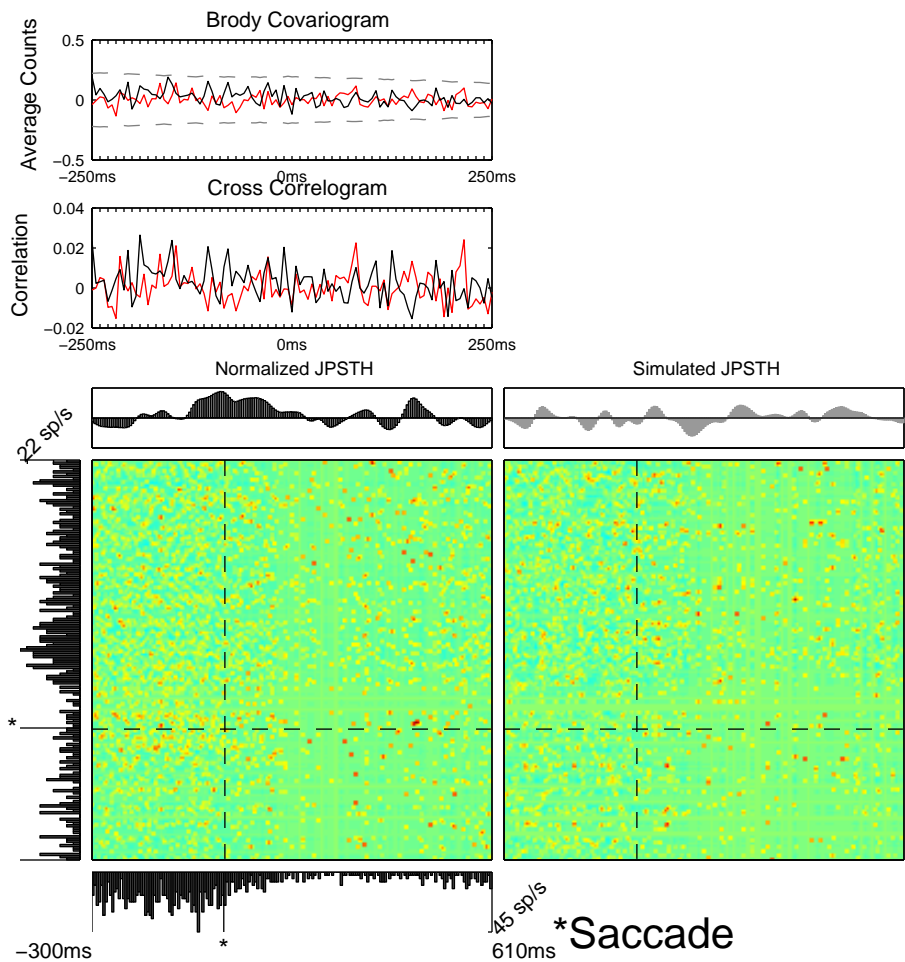 Brody Covariogram
Average Counts
0.5
0
−0.5
−250ms
0ms
250ms
Cross Correlogram
Correlation
0.04
0.02
0
−0.02
−250ms
0ms
250ms
Normalized JPSTH
Simulated JPSTH
22 sp/s
*
*
45 sp/s
−300ms
610ms
*Saccade